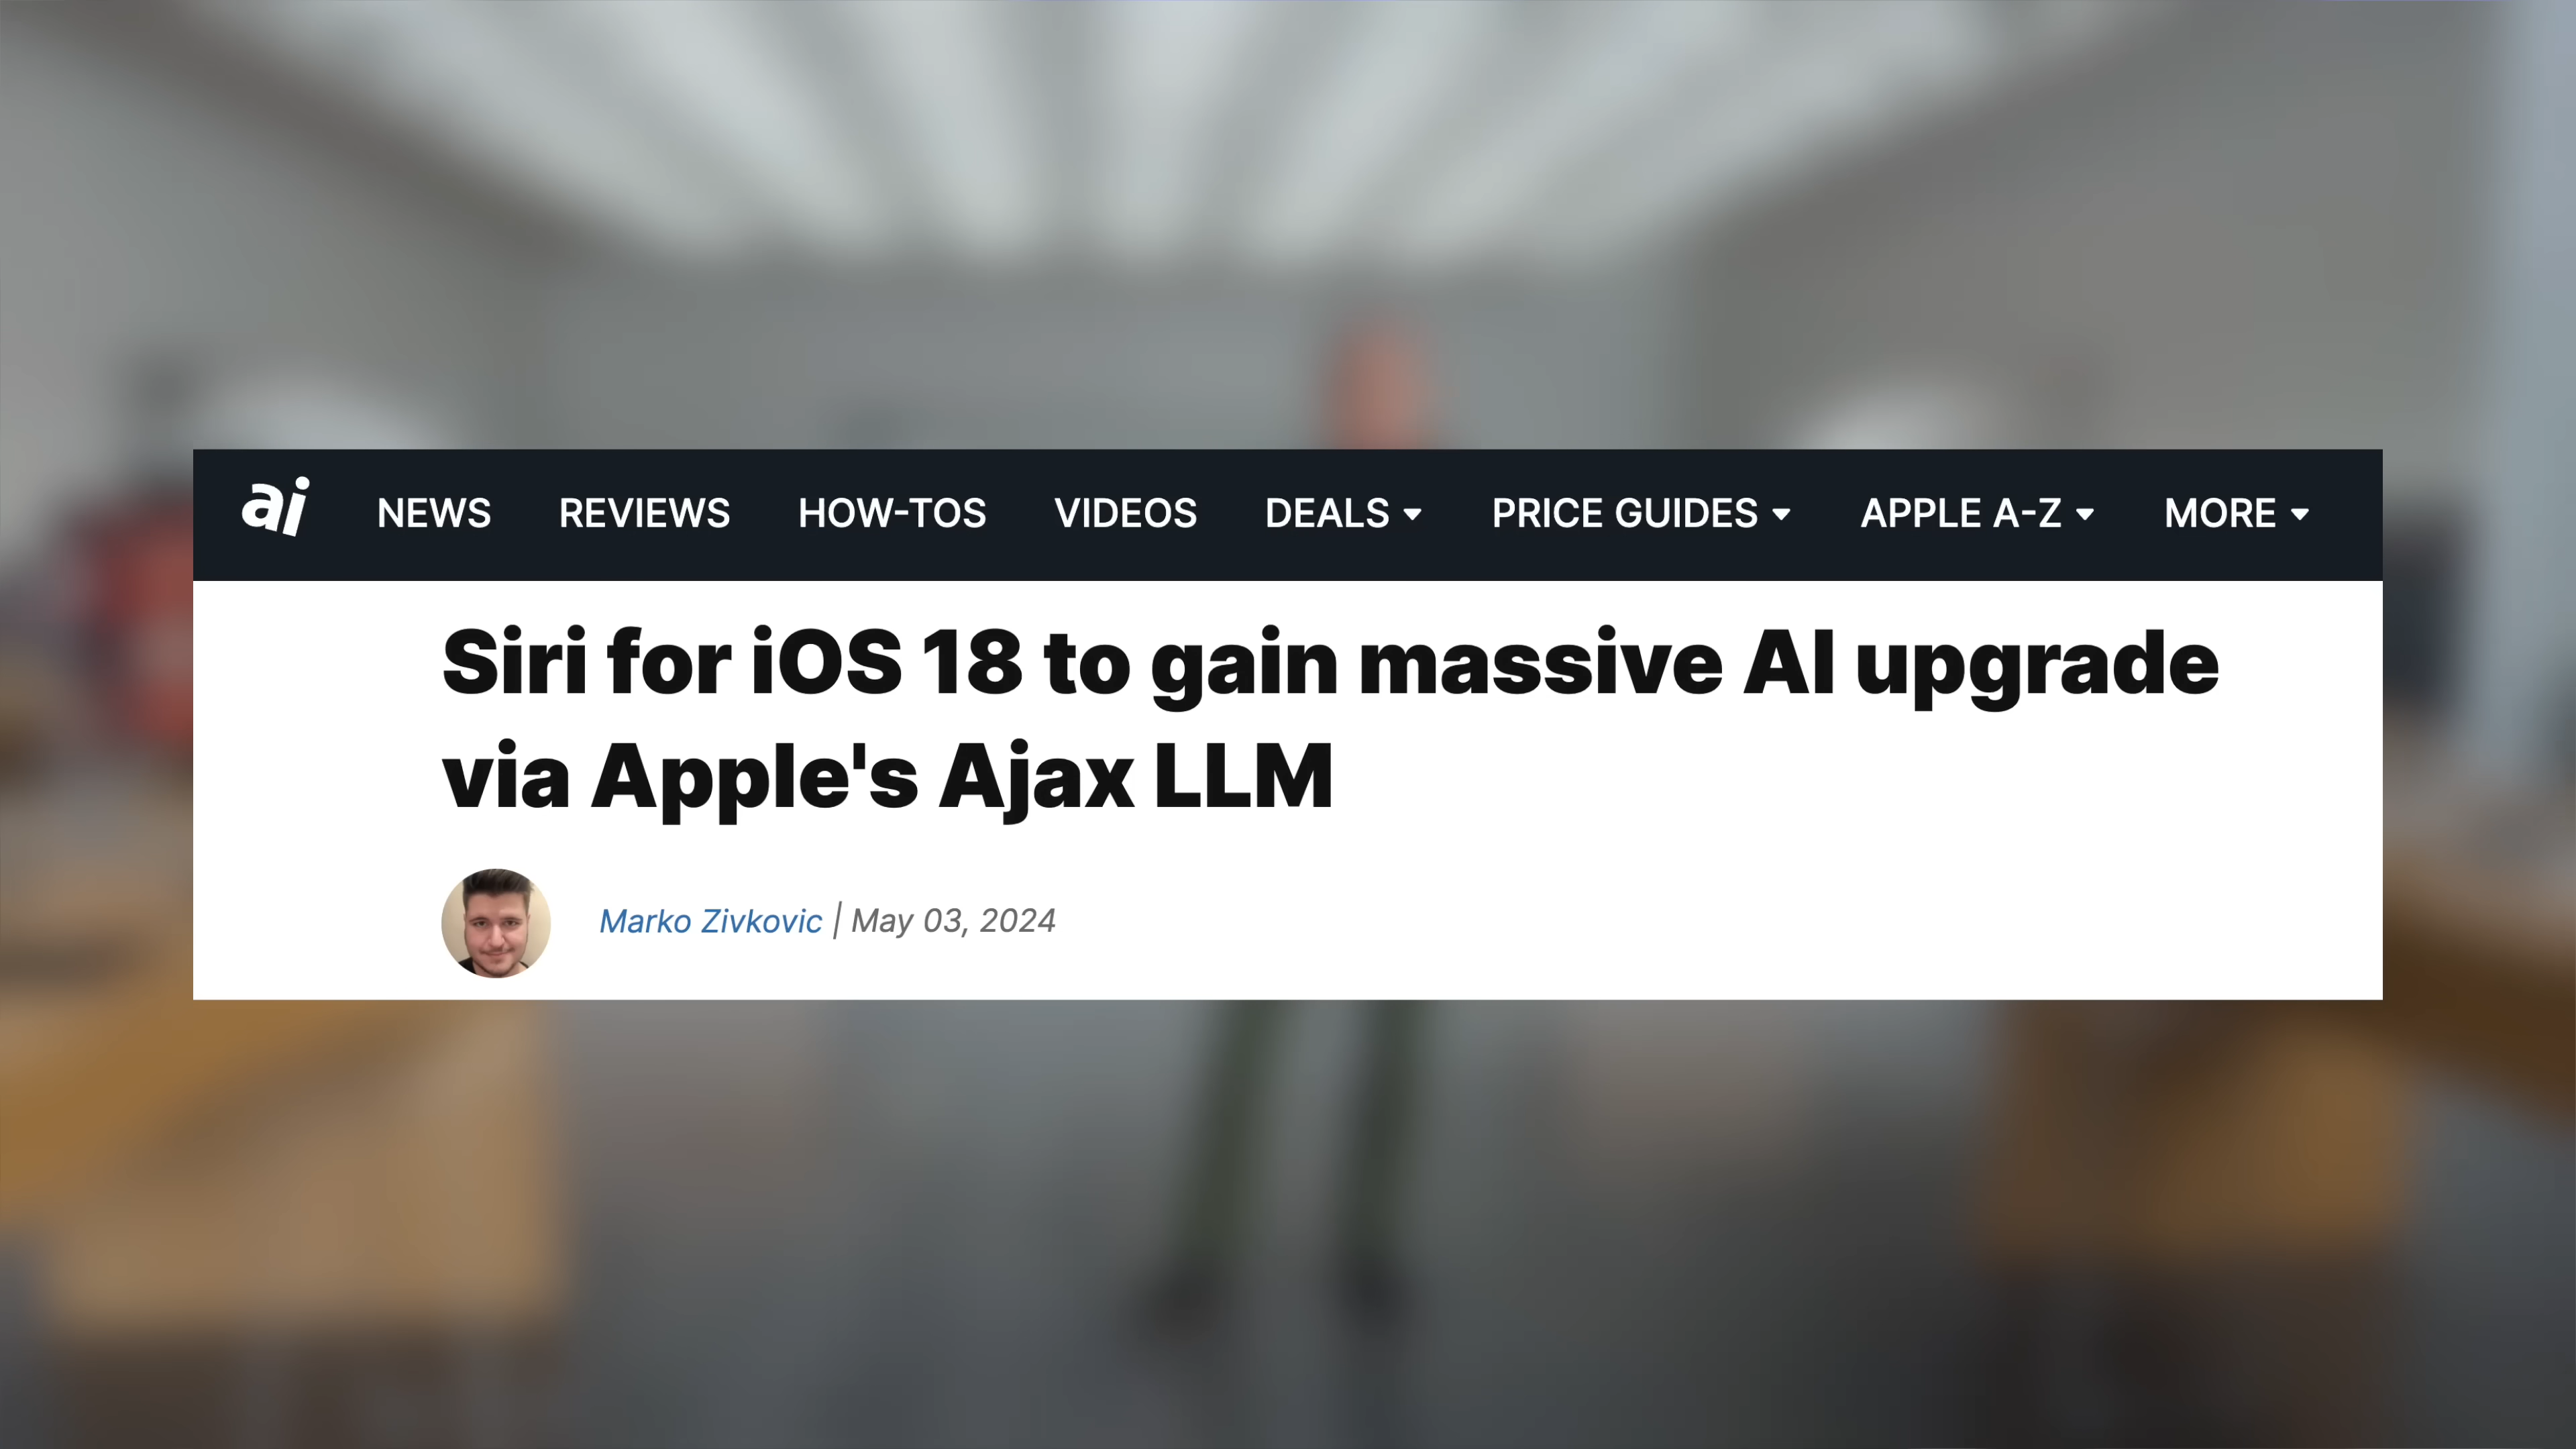 ai NEWS REVIEWS HOW-TOS VIDEOS DEALS PRICE GUIDES APPLE A-Z MORE
Siri for iOS 18 to gain massive AI upgrade
via Apple's Ajax LLM
Marko Zivkovic | May 03, 2024